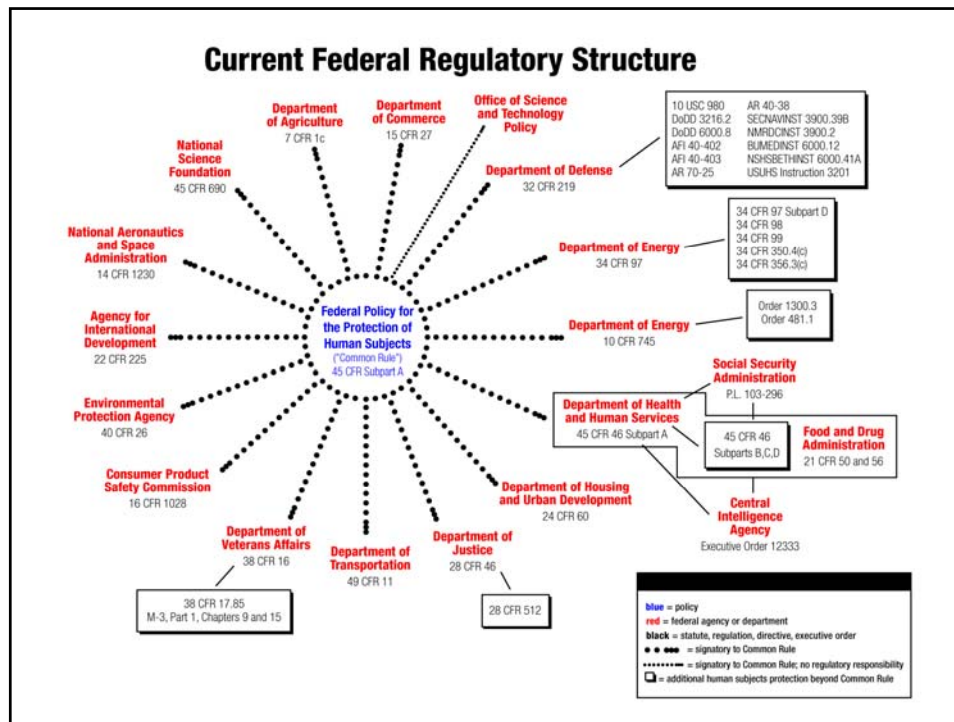 Current Federal Regulatory Structure
Department
of Agriculture
7 CFR 1c
Department
of Commerce
15 CFR 27
Office of Science
and Technology
Policy
10 USC 980
DoDD 3216.2
DoDD 6000.8
AFI 40-402
AFI 40-403
AR 70-25
AR 40-38
SECNAVINST 3900.39B
NMRDCINST 3900.2
BUMEDINST 6000.12
NSHSBETHINST 6000.41A
USUHS Instruction 3201
National
Science
Foundation
45 CFR 690
Department of Defense
32 CFR 219
National Aeronautics
and Space
Administration
14 CFR 1230
Department of Energy
34 CFR 97
34 CFR 97 Subpart D
34 CFR 98
34 CFR 99
34 CFR 350.4(c)
34 CFR 356.3(c)
Federal Policy for
the Protection of
Human Subjects
("Common Rule")
45 CFR Subpart A
Agency for
International
Development
22 CFR 225
Department of Energy
10 CFR 745
Order 1300.3
Order 481.1
Social Security
Administration
P.L. 103-296
Environmental
Protection Agency
40 CFR 26
Department of Health
and Human Services
45 CFR 46 Subpart A
45 CFR 46
Subparts B,C,D
Food and Drug
Administration
21 CFR 50 and 56
Consumer Product
Safety Commission
16 CFR 1028
Department of Housing
and Urban Development
24 CFR 60
Central
Intelligence
Agency
Executive Order 12333
Department of
Veterans Affairs
38 CFR 16
Department of
Transportation
49 CFR 11
Department of
Justice
28 CFR 46
38 CFR 17.85
M-3, Part 1, Chapters 9 and 15
28 CFR 512
blue = policy
red = federal agency or department
black = statute, regulation, directive, executive order
= signatory to Common Rule
= signatory to Common Rule; no regulatory responsibility
= additional human subjects protection beyond Common Rule